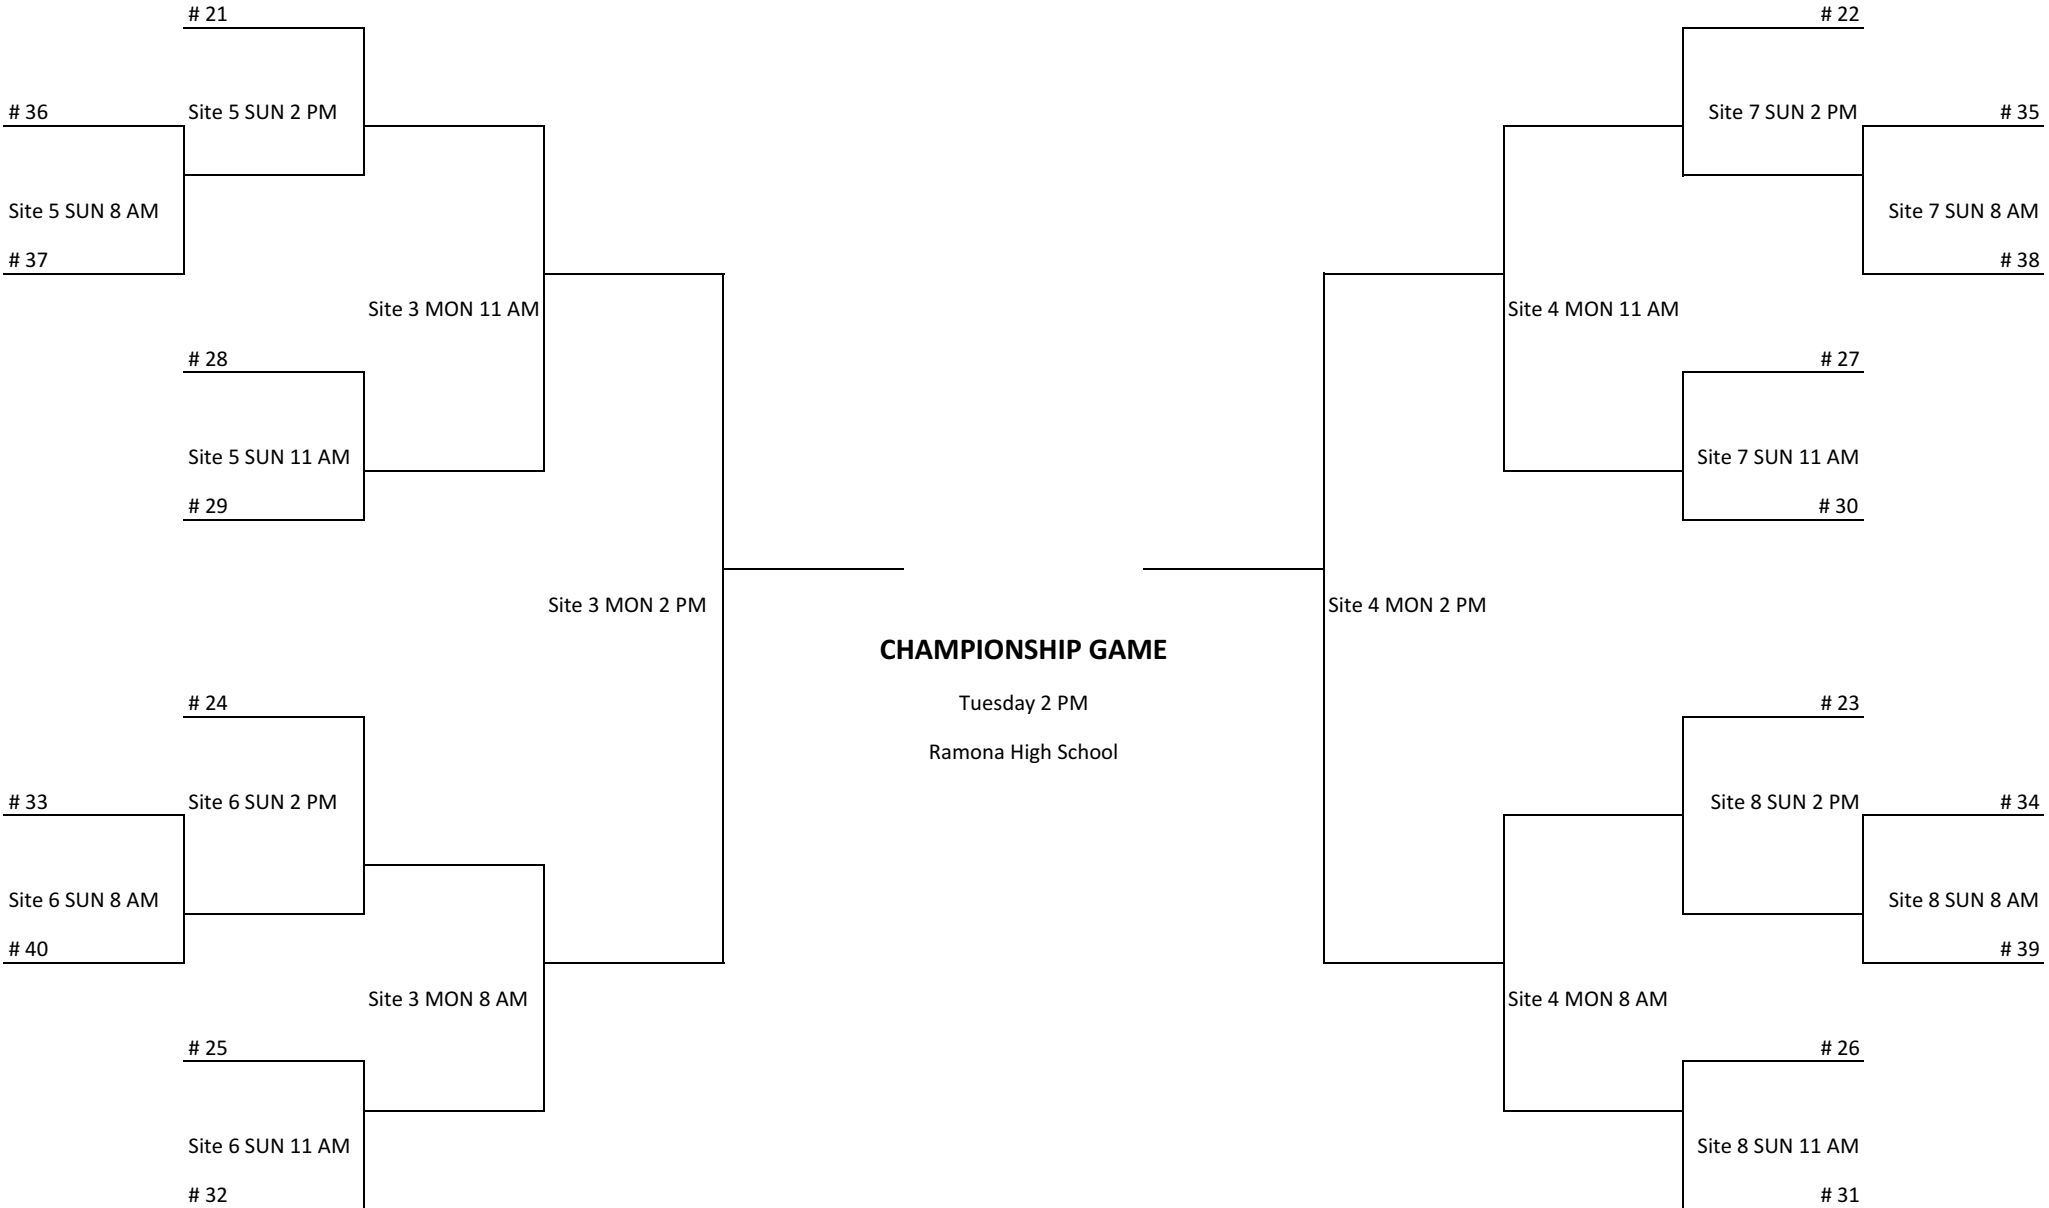 # 21
# 22
# 36
Site 5 SUN 2 PM
Site 7 SUN 2 PM
# 35
Site 5 SUN 8 AM
Site 7 SUN 8 AM
# 37
# 38
Site 3 MON 11 AM
Site 4 MON 11 AM
# 28
# 27
Site 5 SUN 11 AM
Site 7 SUN 11 AM
# 29
# 30
Site 3 MON 2 PM
Site 4 MON 2 PM
CHAMPIONSHIP GAME
# 24
Tuesday 2 PM
# 23
Ramona High School
# 33
Site 6 SUN 2 PM
Site 8 SUN 2 PM
# 34
Site 6 SUN 8 AM
Site 8 SUN 8 AM
# 40
# 39
Site 3 MON 8 AM
Site 4 MON 8 AM
# 25
# 26
Site 6 SUN 11 AM
Site 8 SUN 11 AM
# 32
# 31